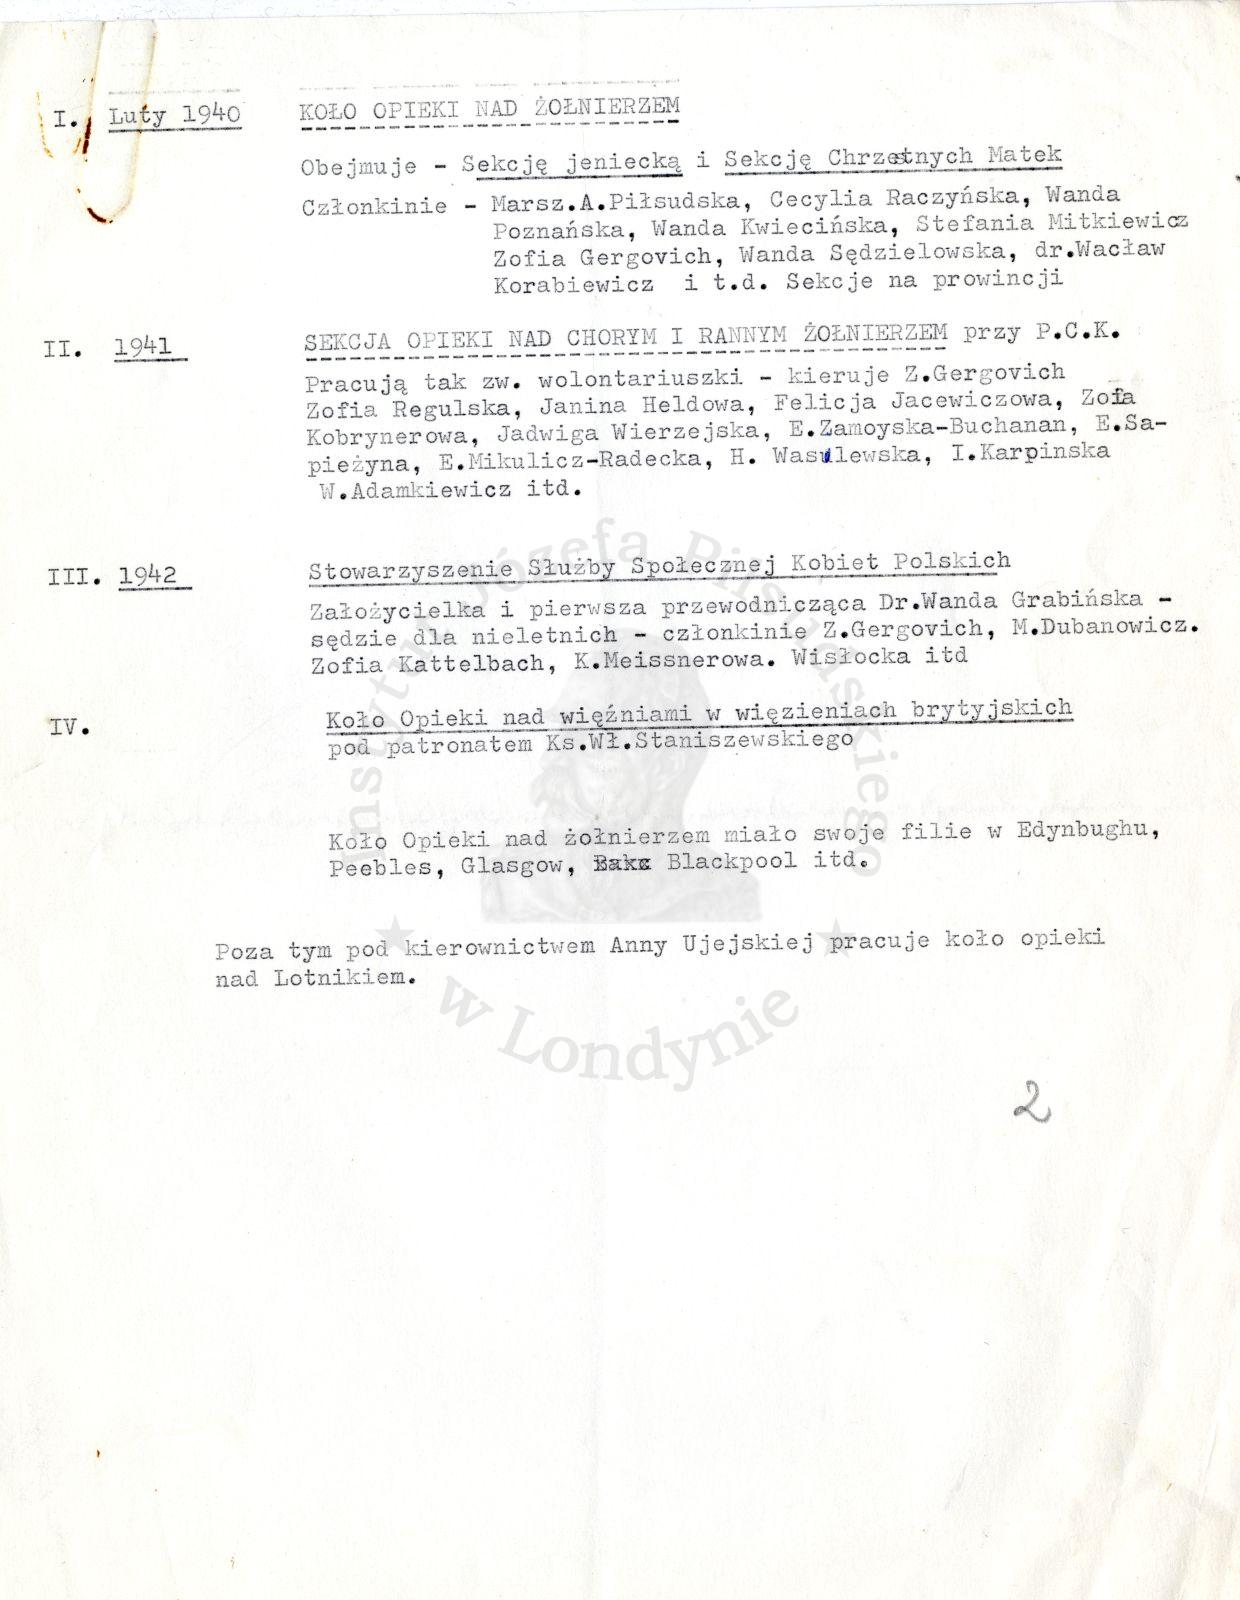 I. Luty 1940 KOŁO OPIEKI NAD ŻOŁNIERZEM
Obejmuje - Sekcję jeniecką i Sekcję Chrzestnych Matek
Członkinie - Marsz.A.Piłsudska, Cecylia Raczyńska, Wanda
Poznańska, Wanda Kwiecińska, Stefania Mitkiewicz
Zofia Gergovich, Wanda Sędzielowska, dr.Wacław
Korabiewicz i t.d. Sekcje na prowincji
II. 1941 SEKCJA OPIEKI NAD CHORYM I RANNYM ŻOŁNIERZEM przy P.C.K.
Pracują tak zw. wolontariuszki - kieruje Z.Gergovich
Zofia Regulska, Janina Heldowa, Felicja Jacewiczowa, Zofia
Kobrynerowa, Jadwiga Wierzejska, E.Zamoyska-Buchanan, E.Sa-
pieżyna, E.Mikulicz-Radecka, H. Wasulewska, I.Karpinska
W.Adamkiewicz itd.
III. 1942 Stowarzyszenie Służby Społecznej Kobiet Polskich
Założycielka i pierwsza przewodnicząca Dr.Wanda Grabińska -
sędzie dla nieletnich - członkinie Z.Gergovich, M.Dubanowicz.
Zofia Kattelbach, K.Meissnerowa. Wisłocka itd
IV. Koło Opieki nad więźniami w więzieniach brytyjskich
pod patronatem Ks.Wł.Staniszewskiego
Koło Opieki nad żołnierzem miało swoje filie w Edynbughu,
Peebles, Glasgow, Blackpool itd.
Poza tym pod kierownictwem Anny Ujejskiej pracuje koło opieki
nad Lotnikiem.
2
Instytut Józefa Piłsudskiego
w Londynie